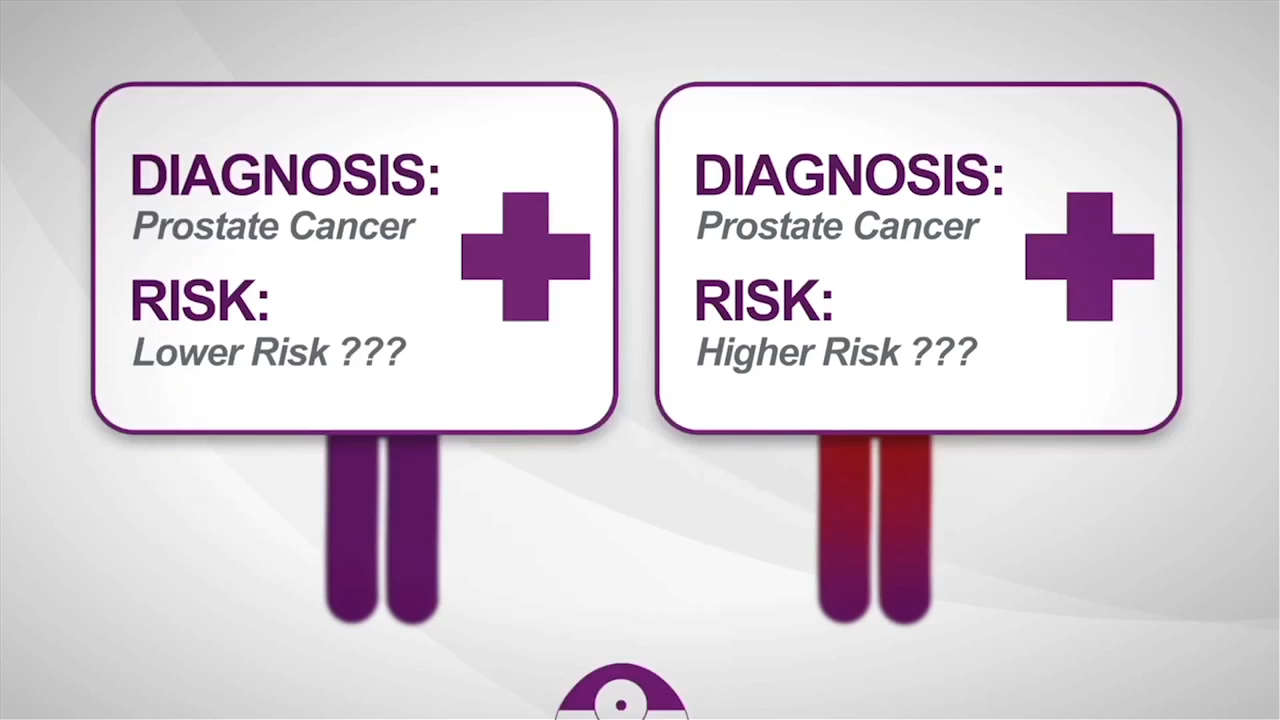 DIAGNOSIS:
Prostate Cancer
RISK:
Lower Risk ???
DIAGNOSIS:
Prostate Cancer
RISK:
Higher Risk ???